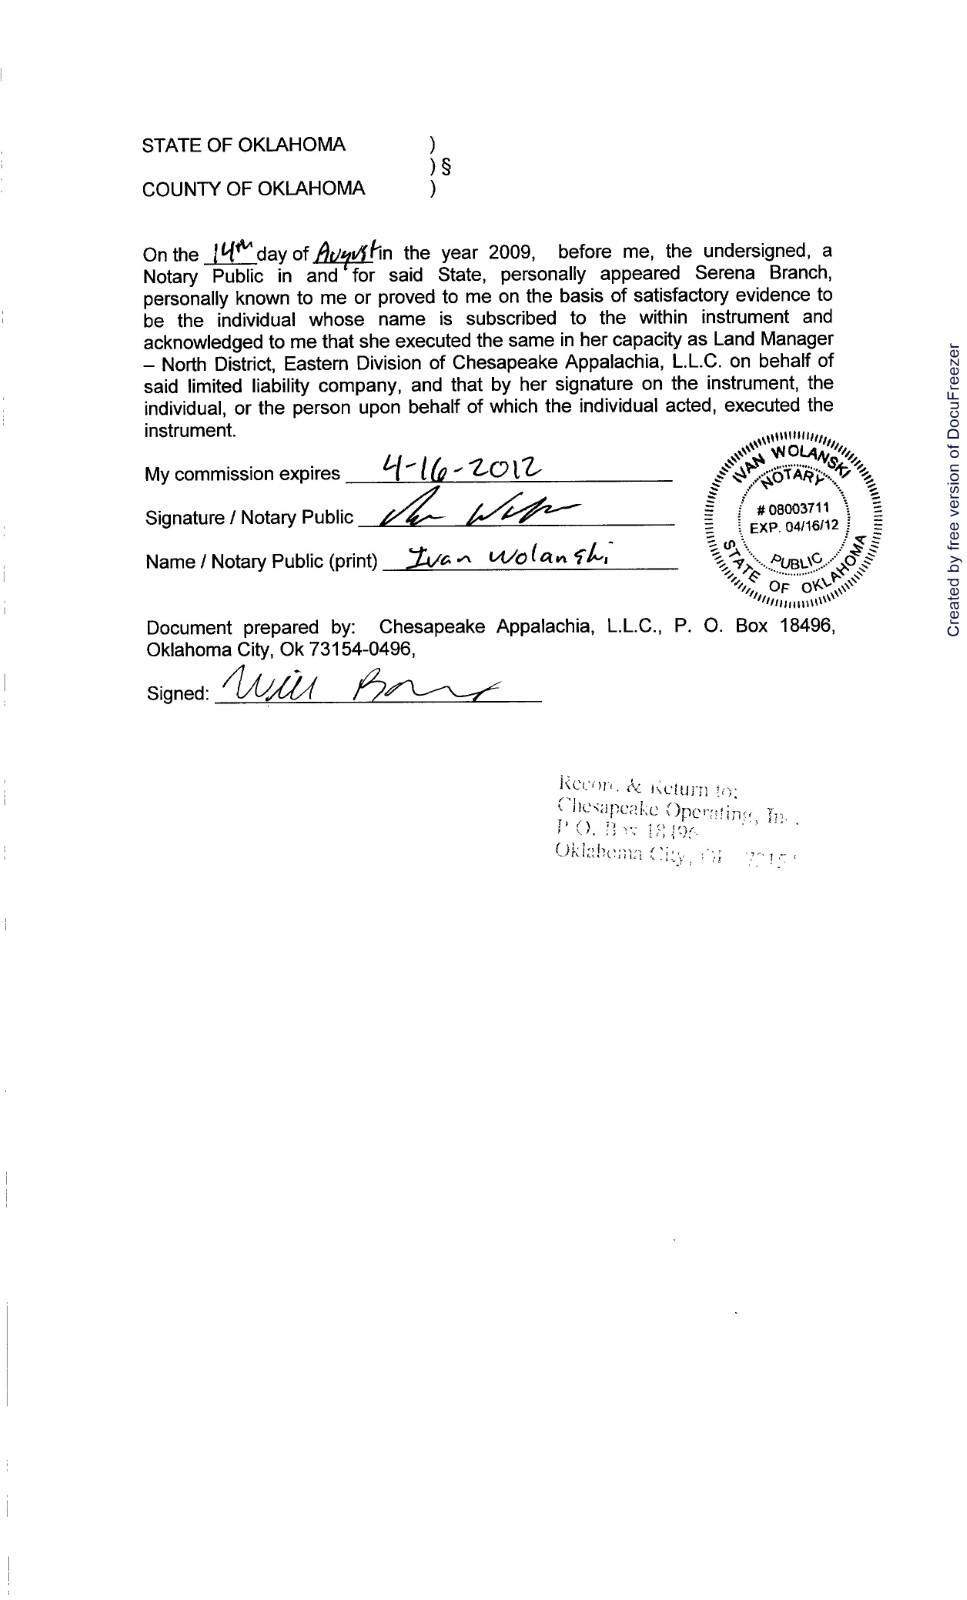 STATE OF OKLAHOMA )
) §
COUNTY OF OKLAHOMA )
On the 14th day of August in the year 2009, before me, the undersigned, a
Notary Public in and for said State, personally appeared Serena Branch,
personally known to me or proved to me on the basis of satisfactory evidence to
be the individual whose name is subscribed to the within instrument and
acknowledged to me that she executed the same in her capacity as Land Manager
– North District, Eastern Division of Chesapeake Appalachia, L.L.C. on behalf of
said limited liability company, and that by her signature on the instrument, the
individual, or the person upon behalf of which the individual acted, executed the
instrument.
My commission expires 4-16-2012
Signature / Notary Public
Name / Notary Public (print) Ivan Wolanski
IVAN WOLANSKI
NOTARY
# 08003711
EXP. 04/16/12
PUBLIC
STATE OF OKLAHOMA
Document prepared by: Chesapeake Appalachia, L.L.C., P. O. Box 18496,
Oklahoma City, Ok 73154-0496,
Signed: Will
Record & Return to:
Chesapeake Operating,
P.O. Box 18496
Oklahoma City,
Created by free version of DocuFreezer